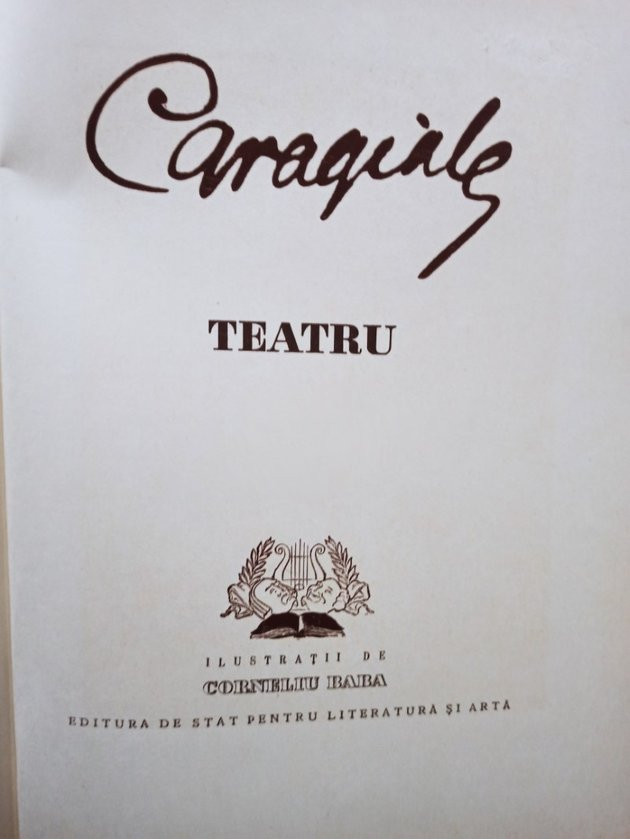 Caragiale
TEATRU
ILUSTRAȚII DE
CORNELIU BABA
EDITURA DE STAT PENTRU LITERATURĂ ȘI ARTĂ